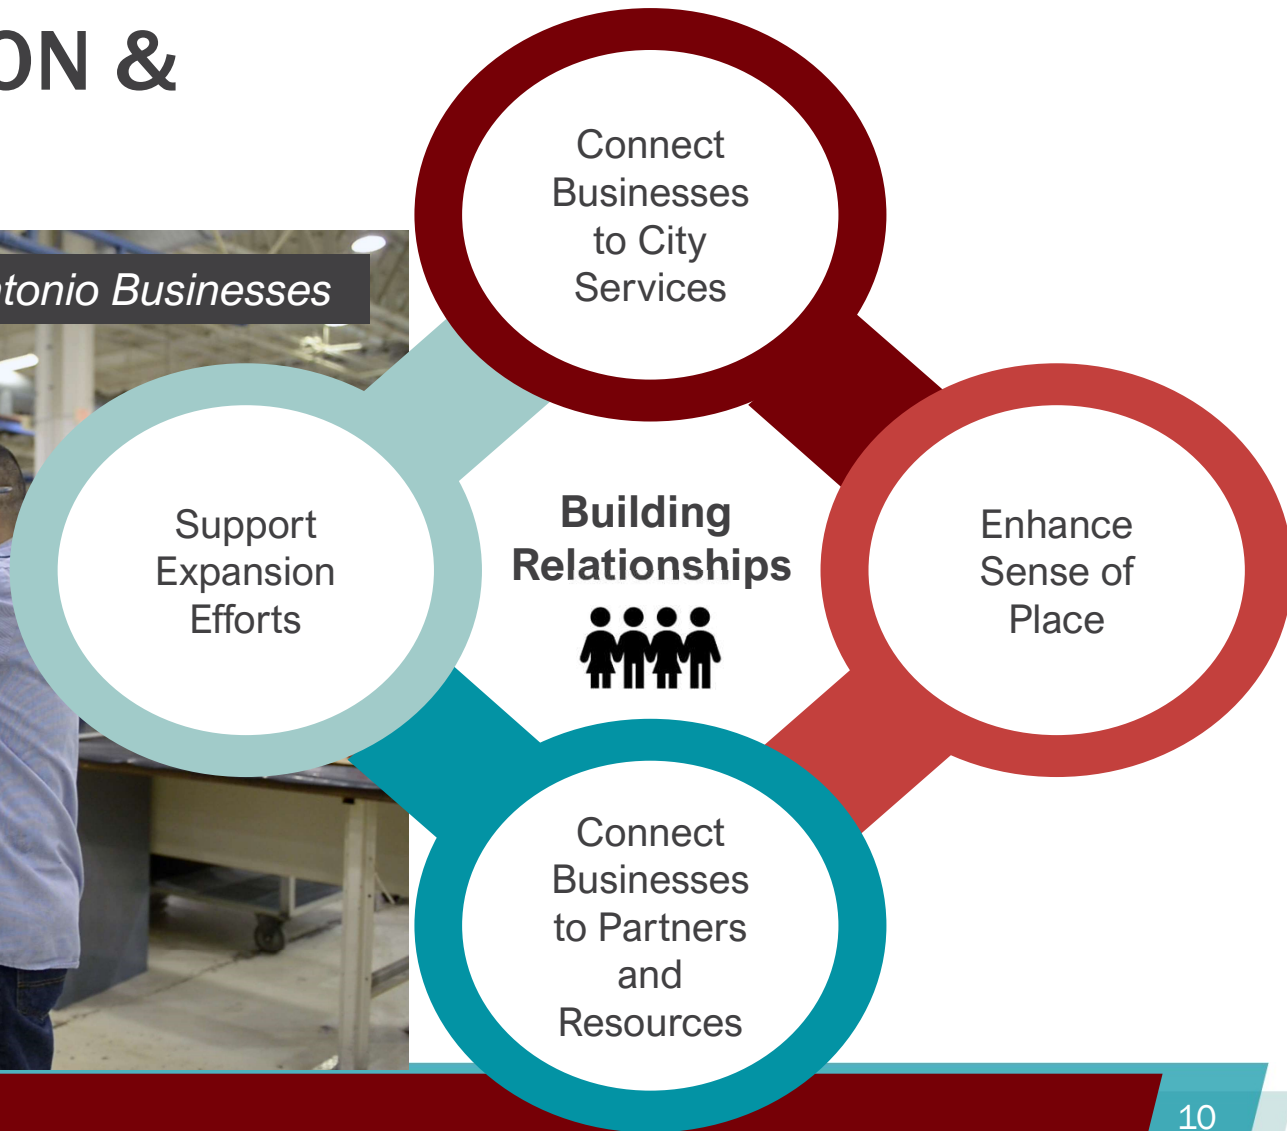 ON &
tonio Businesses
Connect
Businesses
to City
Services
Support
Expansion
Efforts
Building
Relationships
Enhance
Sense of
Place
Connect
Businesses
to Partners
and
Resources
10